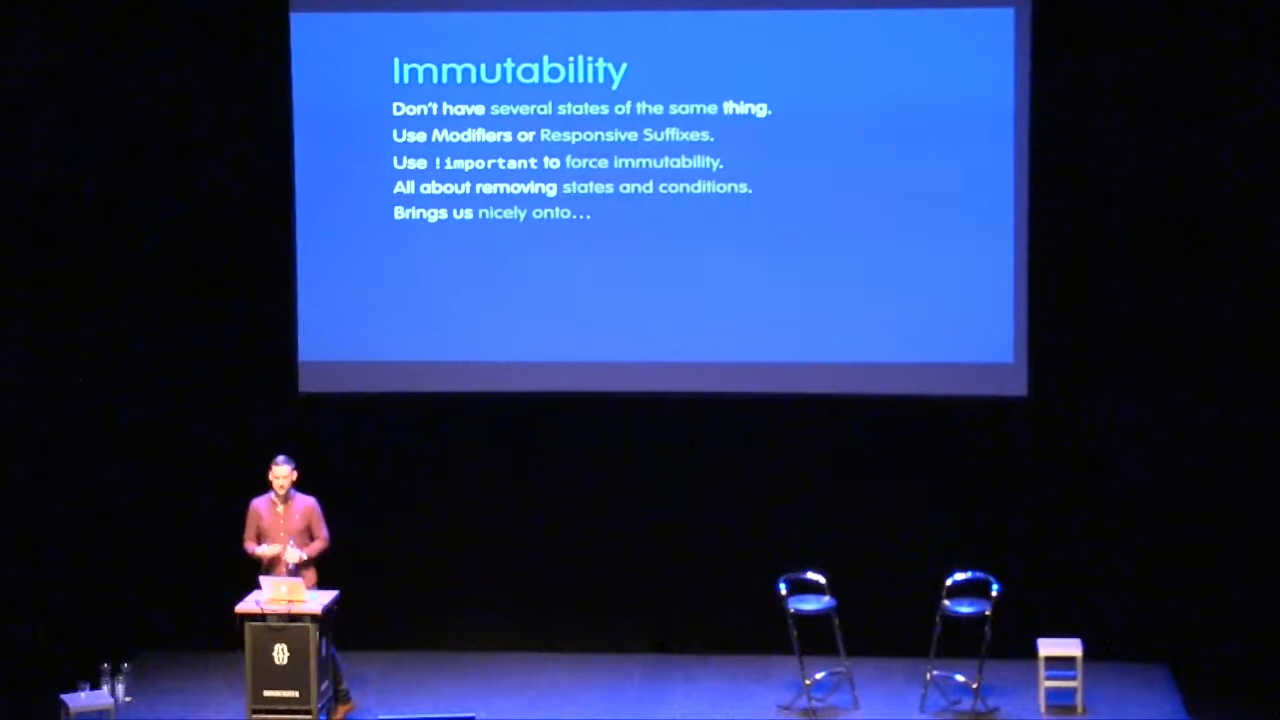 Immutability
Don't have several states of the same thing.
Use Modifiers or Responsive Suffixes.
Use !important to force immutability.
All about removing states and conditions.
Brings us nicely onto...